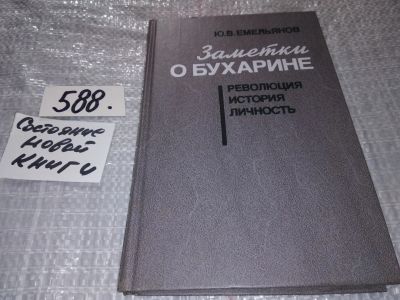 Ю.В.ЕМЕЛЬЯНОВ
Заметки
О БУХАРИНЕ
РЕВОЛЮЦИЯ
ИСТОРИЯ
ЛИЧНОСТЬ
588.
Состояние
новой
книги